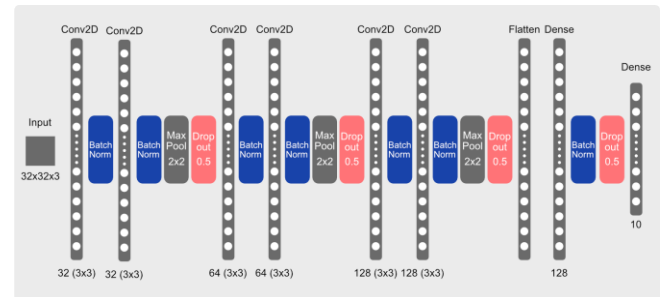 Conv2D Conv2D Conv2D Conv2D Conv2D Conv2D Flatten Dense
Dense
Input
32x32x3
Batch
Norm
Batch
Norm
Max
Pool
2x2
Drop
out
0.5
Batch
Norm
Batch
Norm
Max
Pool
2x2
Drop
out
0.5
Batch
Norm
Batch
Norm
Max
Pool
2x2
Drop
out
0.5
Batch
Norm
Drop
out
0.5
10
32 (3x3) 32 (3x3) 64 (3x3) 64 (3x3) 128 (3x3) 128 (3x3) 128